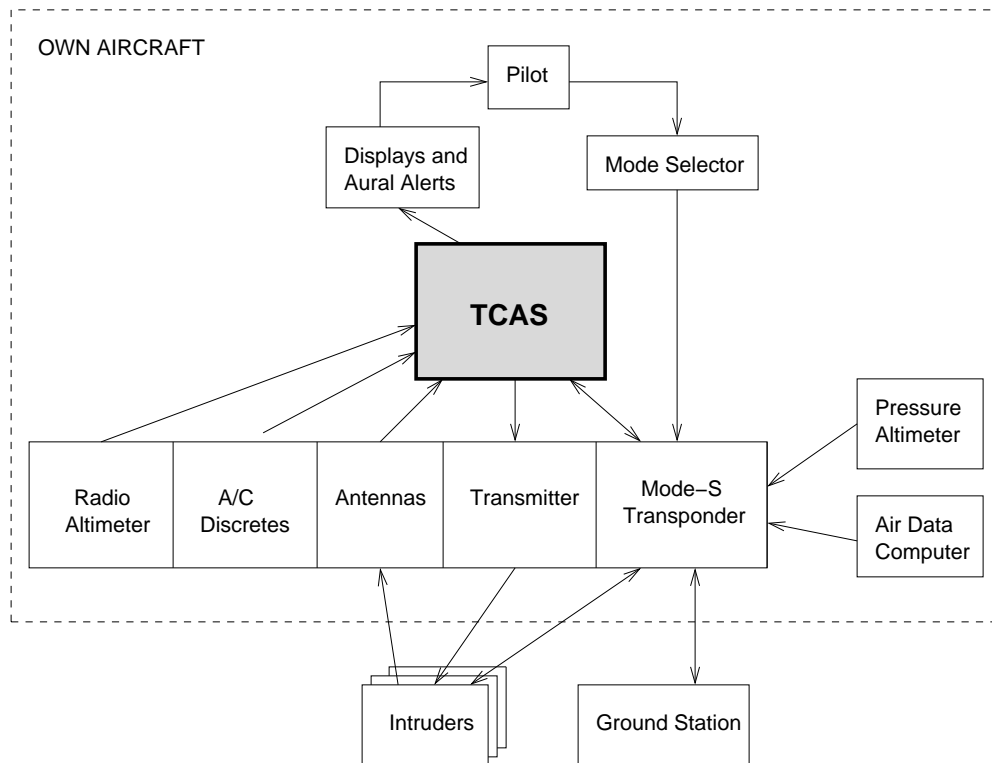 OWN AIRCRAFT
Pilot
Displays and
Aural Alerts
Mode Selector
TCAS
Pressure
Altimeter
Radio
Altimeter
A/C
Discretes
Antennas
Transmitter
Mode−S
Transponder
Air Data
Computer
Intruders
Ground Station